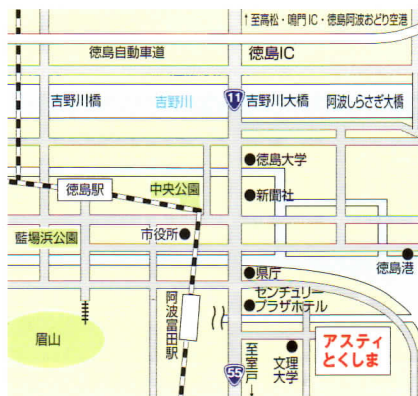 ↑至高松・鳴門IC・徳島阿波おどり空港
徳島自動車道
徳島IC
吉野川橋
吉野川
11
吉野川大橋
阿波しらさぎ大橋
徳島大学
徳島駅
中央公園
新聞社
藍場浜公園
市役所
徳島港
県庁
センチュリー
プラザホテル
阿波富田駅
眉山
アスティ
とくしま
文理
大学
至室戸
55